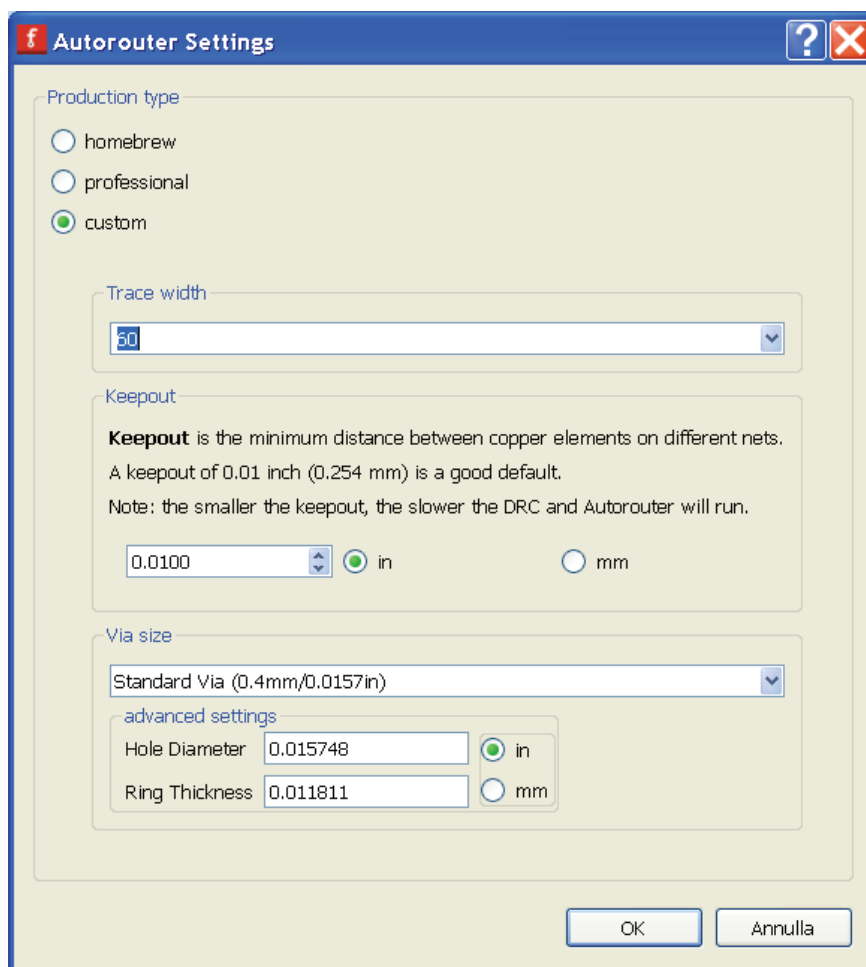 Autorouter Settings
Production type
homebrew
professional
custom
Trace width
60
Keepout
Keepout is the minimum distance between copper elements on different nets.
A keepout of 0.01 inch (0.254 mm) is a good default.
Note: the smaller the keepout, the slower the DRC and Autorouter will run.
0.0100 in mm
Via size
Standard Via (0.4mm/0.0157in)
advanced settings
Hole Diameter 0.015748 in
Ring Thickness 0.011811 mm
OK Annulla